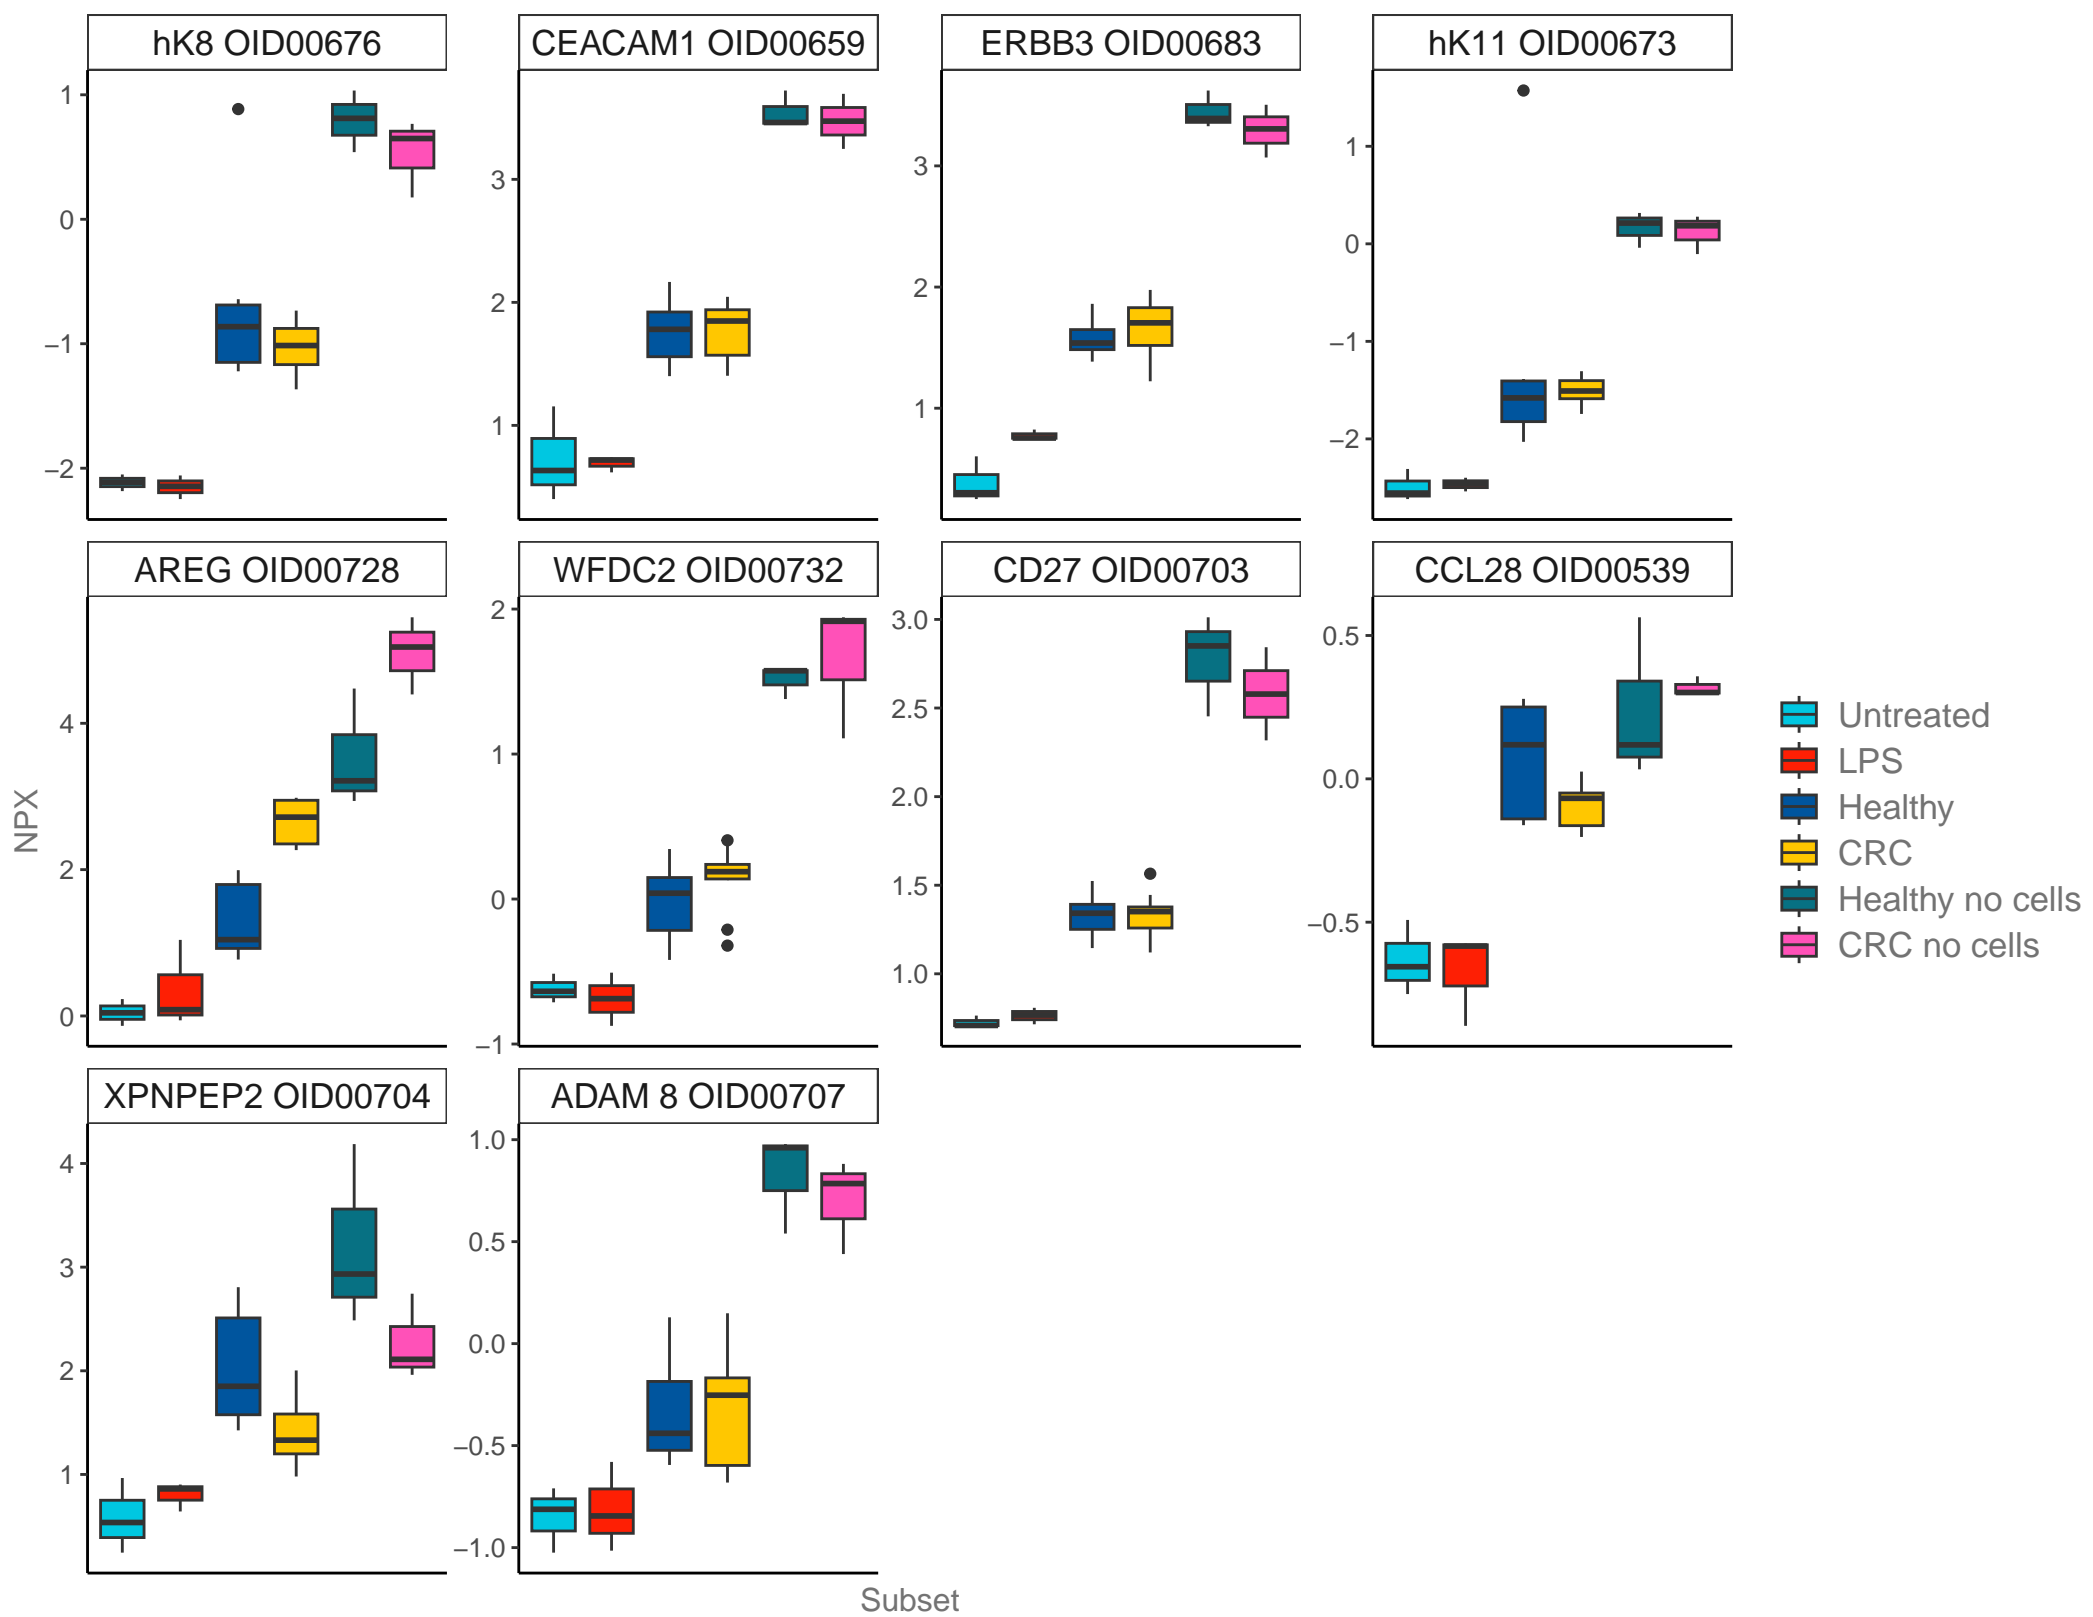 hK8 OID00676
CEACAM1 OID00659
ERBB3 OID00683
hK11 OID00673
1
0
−1
−2
3
2
1
3
2
1
1
0
−1
−2
AREG OID00728
WFDC2 OID00732
CD27 OID00703
CCL28 OID00539
4
2
0
2
1
0
−1
3.0
2.5
2.0
1.5
1.0
0.5
0.0
−0.5
XPNPEP2 OID00704
ADAM 8 OID00707
4
3
2
1
1.0
0.5
0.0
−0.5
−1.0
NPX
Subset
Untreated
LPS
Healthy
CRC
Healthy no cells
CRC no cells